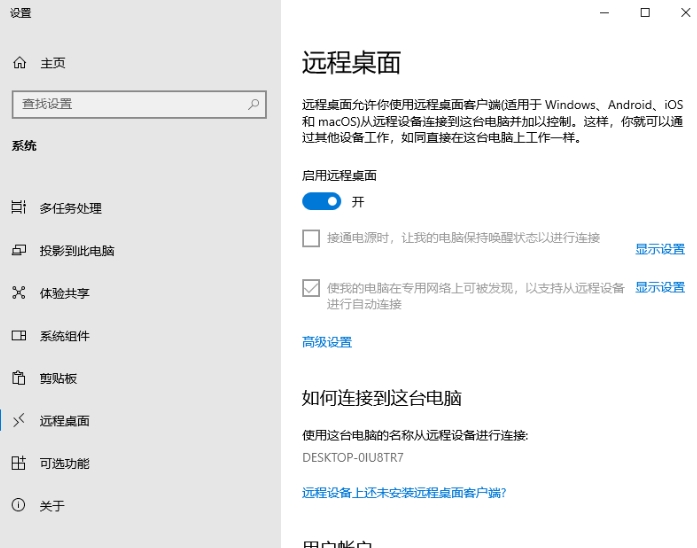 设置
主页
查找设置
系统
多任务处理
投影到此电脑
体验共享
系统组件
剪贴板
远程桌面
可选功能
关于
远程桌面
远程桌面允许你使用远程桌面客户端(适用于 Windows、Android、iOS
和 macOS)从远程设备连接到这台电脑并加以控制。这样，你就可以通
过其他设备工作，如同直接在这台电脑上工作一样。
启用远程桌面
开
接通电源时，让我的电脑保持唤醒状态以进行连接
显示设置
使我的电脑在专用网络上可被发现，以支持从远程设备
进行自动连接
显示设置
高级设置
如何连接到这台电脑
使用这台电脑的名称从远程设备进行连接:
DESKTOP-0IU8TR7
远程设备上还未安装远程桌面客户端?
用户帐户